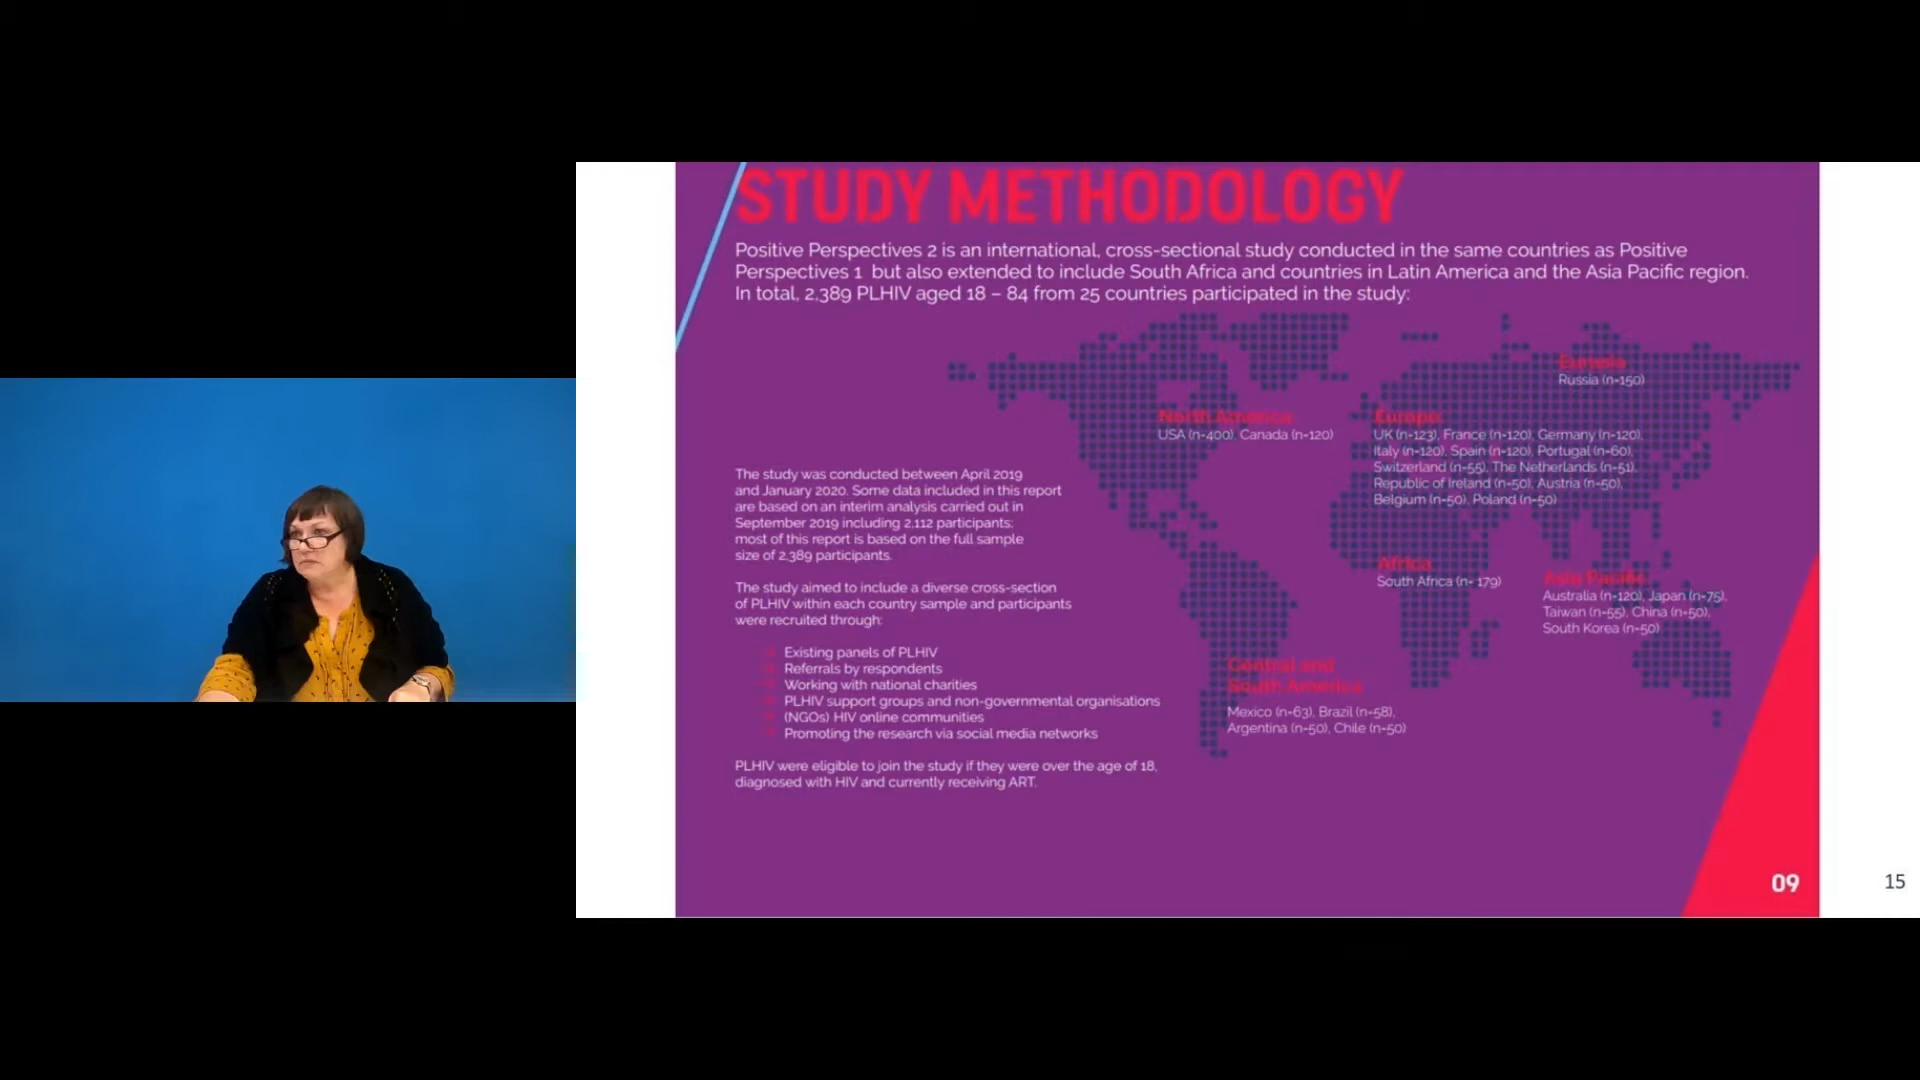 STUDY METHODOLOGY
Positive Perspectives 2 is an international, cross-sectional study conducted in the same countries as Positive
Perspectives 1 but also extended to include South Africa and countries in Latin America and the Asia Pacific region.
In total, 2,389 PLHIV aged 18 – 84 from 25 countries participated in the study:
Eurasia
Russia (n=150)
North America
USA (n=400), Canada (n=120)
Europe
UK (n=123), France (n=120), Germany (n=120),
Italy (n=120), Spain (n=120), Portugal (n=60),
Switzerland (n=55), The Netherlands (n=51),
Republic of Ireland (n=50), Austria (n=50),
Belgium (n=50), Poland (n=50)
The study was conducted between April 2019
and January 2020. Some data included in this report
are based on an interim analysis carried out in
September 2019 including 2,112 participants;
most of this report is based on the full sample
size of 2,389 participants.
Africa
South Africa (n= 179)
Asia Pacific
Australia (n=120), Japan (n=75),
Taiwan (n=55), China (n=50),
South Korea (n=50)
The study aimed to include a diverse cross-section
of PLHIV within each country sample and participants
were recruited through:
Existing panels of PLHIV
Referrals by respondents
Working with national charities
PLHIV support groups and non-governmental organisations
(NGOs) HIV online communities
Promoting the research via social media networks
Central and
South America
Mexico (n=63), Brazil (n=58),
Argentina (n=50), Chile (n=50)
PLHIV were eligible to join the study if they were over the age of 18,
diagnosed with HIV and currently receiving ART.
09
15